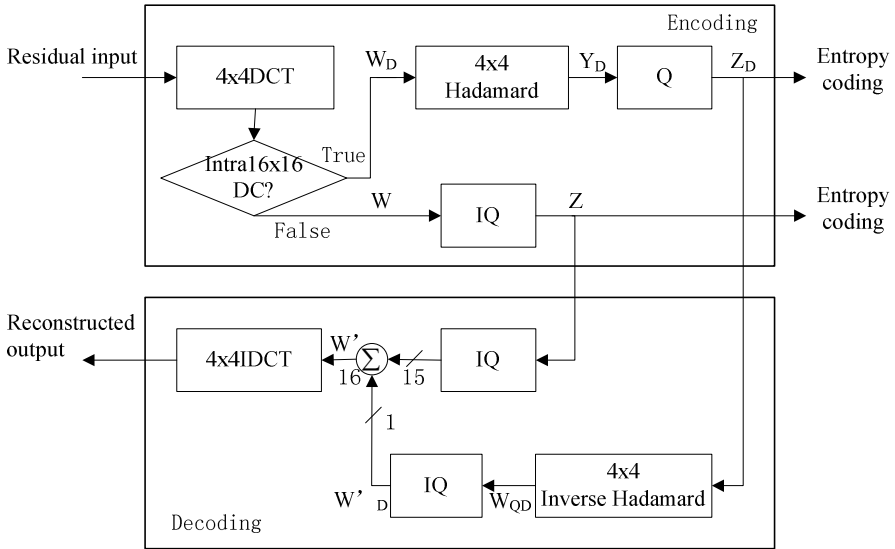 Encoding
Residual input
4x4DCT
W_D
4x4
Hadamard
Y_D
Q
Z_D
Entropy
coding
Intra16x16
DC?
True
False
W
IQ
Z
Entropy
coding
Reconstructed
output
4x4IDCT
W'
16
Σ
15
IQ
1
W'_D
IQ
W_QD
4x4
Inverse Hadamard
Decoding